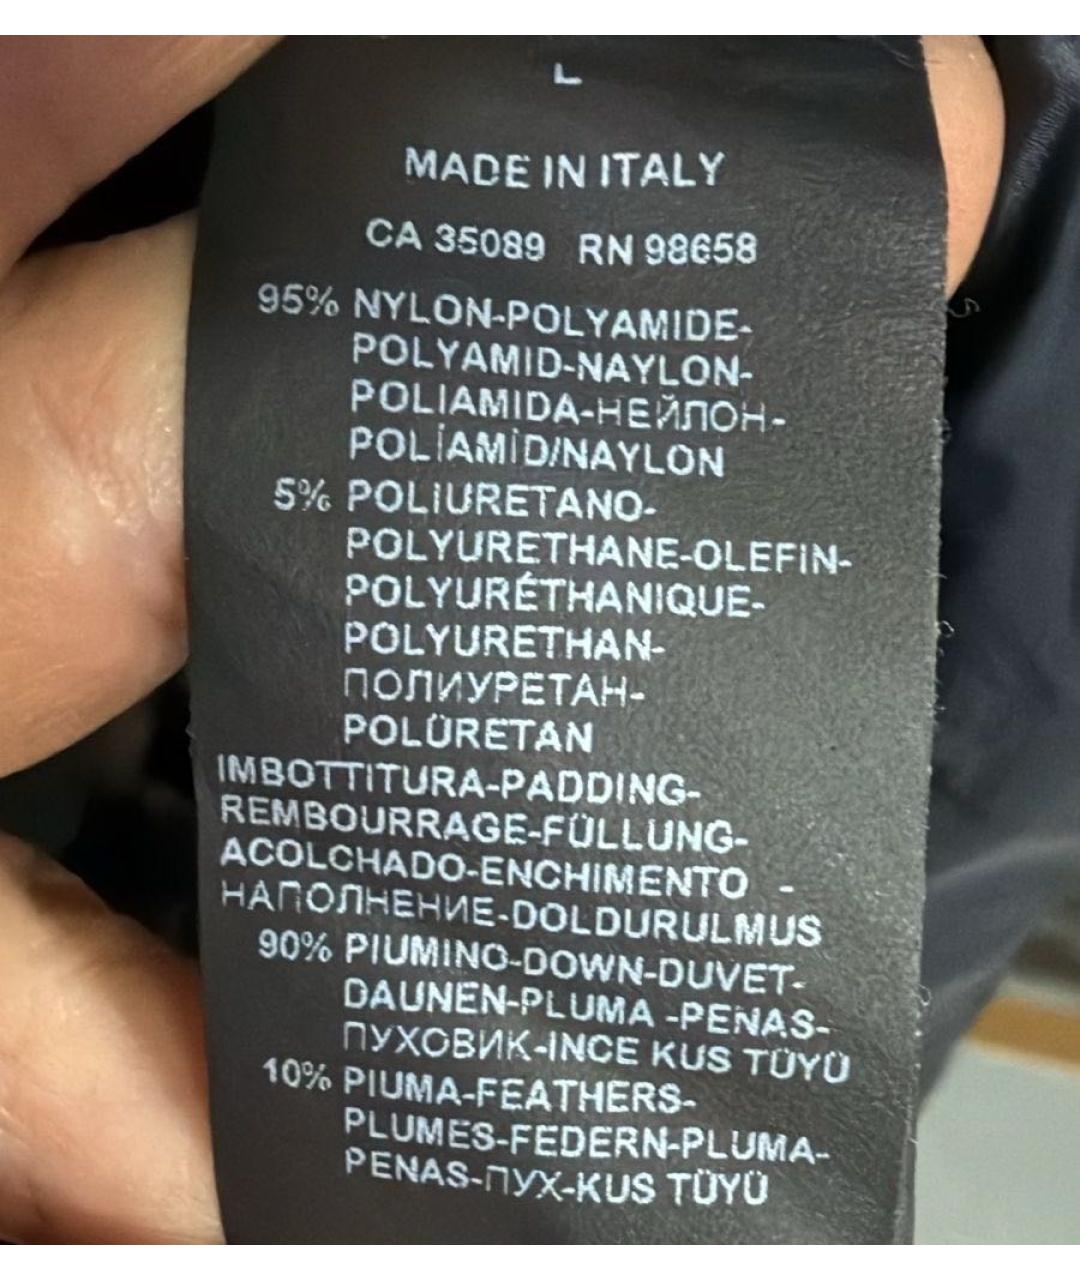 L
MADE IN ITALY
CA 35089 RN 98658
95% NYLON-POLYAMIDE-
POLYAMID-NAYLON-
POLIAMIDA-НЕЙЛОН-
POLİAMİD/NAYLON
5% POLIURETANO-
POLYURETHANE-OLEFIN-
POLYURÉTHANIQUE-
POLYURETHAN-
ПОЛИУРЕТАН-
POLÜRETAN
IMBOTTITURA-PADDING-
REMBOURRAGE-FÜLLUNG-
ACOLCHADO-ENCHIMENTO -
НАПОЛНЕНИЕ-DOLDURULMUS
90% PIUMINO-DOWN-DUVET-
DAUNEN-PLUMA -PENAS-
ПУХОВИК-INCE KUS TÜYÜ
10% PIUMA-FEATHERS-
PLUMES-FEDERN-PLUMA-
PENAS-ПУХ-KUS TÜYÜ